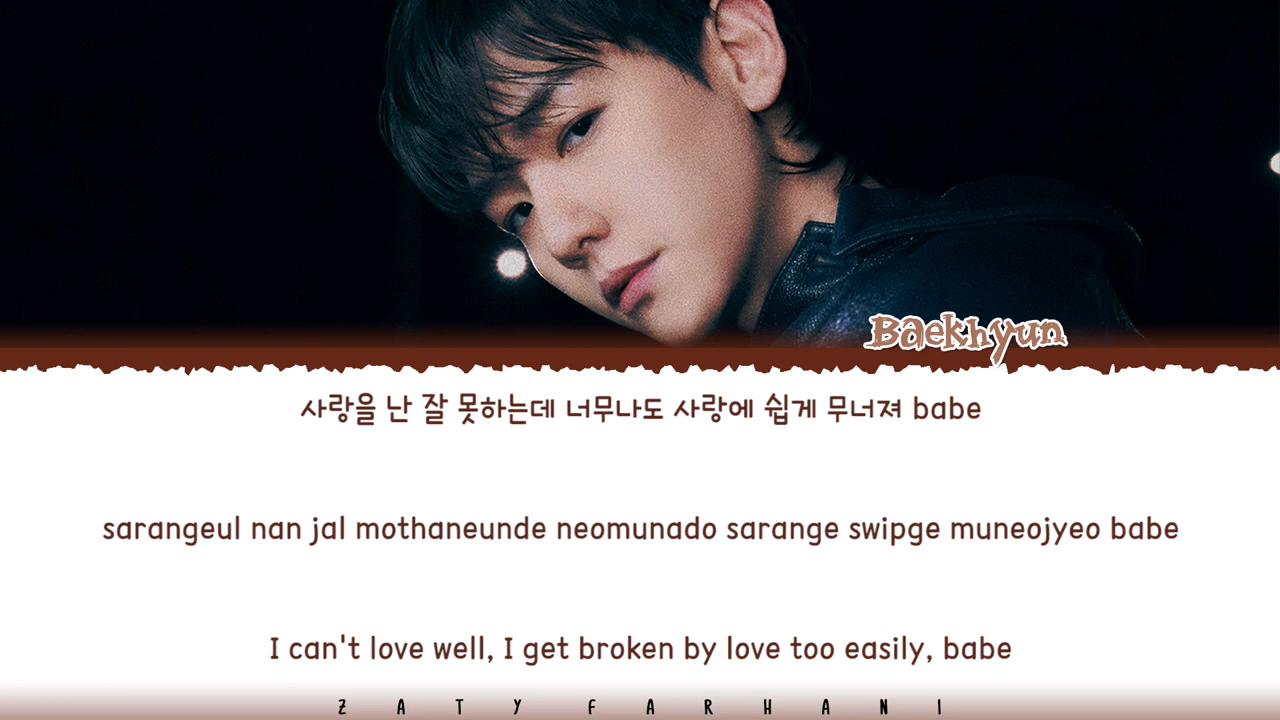 Baekhyun
사랑을 난 잘 못하는데 너무나도 사랑에 쉽게 무너져 babe
sarangeul nan jal mothaneunde neomunado sarange swipge muneojyeo babe
I can't love well, I get broken by love too easily, babe
ZATY FARHANI